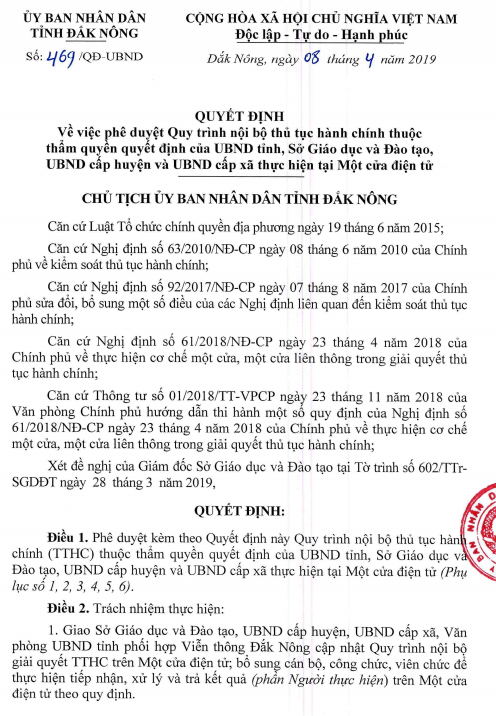 ỦY BAN NHÂN DÂN
TỈNH ĐẮK NÔNG
Số: 469/QĐ-UBND
CỘNG HÒA XÃ HỘI CHỦ NGHĨA VIỆT NAM
Độc lập - Tự do - Hạnh phúc
Đắk Nông, ngày 08 tháng 4 năm 2019
QUYẾT ĐỊNH
Về việc phê duyệt Quy trình nội bộ thủ tục hành chính thuộc
thẩm quyền quyết định của UBND tỉnh, Sở Giáo dục và Đào tạo,
UBND cấp huyện và UBND cấp xã thực hiện tại Một cửa điện tử
CHỦ TỊCH ỦY BAN NHÂN DÂN TỈNH ĐẮK NÔNG
Căn cứ Luật Tổ chức chính quyền địa phương ngày 19 tháng 6 năm 2015;
Căn cứ Nghị định số 63/2010/NĐ-CP ngày 08 tháng 6 năm 2010 của Chính
phủ về kiểm soát thủ tục hành chính;
Căn cứ Nghị định số 92/2017/NĐ-CP ngày 07 tháng 8 năm 2017 của Chính
phủ sửa đổi, bổ sung một số điều của các Nghị định liên quan đến kiểm soát thủ tục
hành chính;
Căn cứ Nghị định số 61/2018/NĐ-CP ngày 23 tháng 4 năm 2018 của
Chính phủ về thực hiện cơ chế một cửa, một cửa liên thông trong giải quyết thủ
tục hành chính;
Căn cứ Thông tư số 01/2018/TT-VPCP ngày 23 tháng 11 năm 2018 của
Văn phòng Chính phủ hướng dẫn thi hành một số quy định của Nghị định số
61/2018/NĐ-CP ngày 23 tháng 4 năm 2018 của Chính phủ về thực hiện cơ chế
một cửa, một cửa liên thông trong giải quyết thủ tục hành chính;
Xét đề nghị của Giám đốc Sở Giáo dục và Đào tạo tại Tờ trình số 602/TTr-
SGDĐT ngày 28 tháng 3 năm 2019,
QUYẾT ĐỊNH:
Điều 1. Phê duyệt kèm theo Quyết định này Quy trình nội bộ thủ tục hành
chính (TTHC) thuộc thẩm quyền quyết định của UBND tỉnh, Sở Giáo dục và
Đào tạo, UBND cấp huyện và UBND cấp xã thực hiện tại Một cửa điện tử (Phụ
lục số 1, 2, 3, 4, 5, 6).
Điều 2. Trách nhiệm thực hiện:
1. Giao Sở Giáo dục và Đào tạo, UBND cấp huyện, UBND cấp xã, Văn
phòng UBND tỉnh phối hợp Viễn thông Đắk Nông cập nhật Quy trình nội bộ
giải quyết TTHC trên Một cửa điện tử; bổ sung cán bộ, công chức, viên chức để
thực hiện tiếp nhận, xử lý và trả kết quả (phần Người thực hiện) trên Một cửa
điện tử theo quy định.